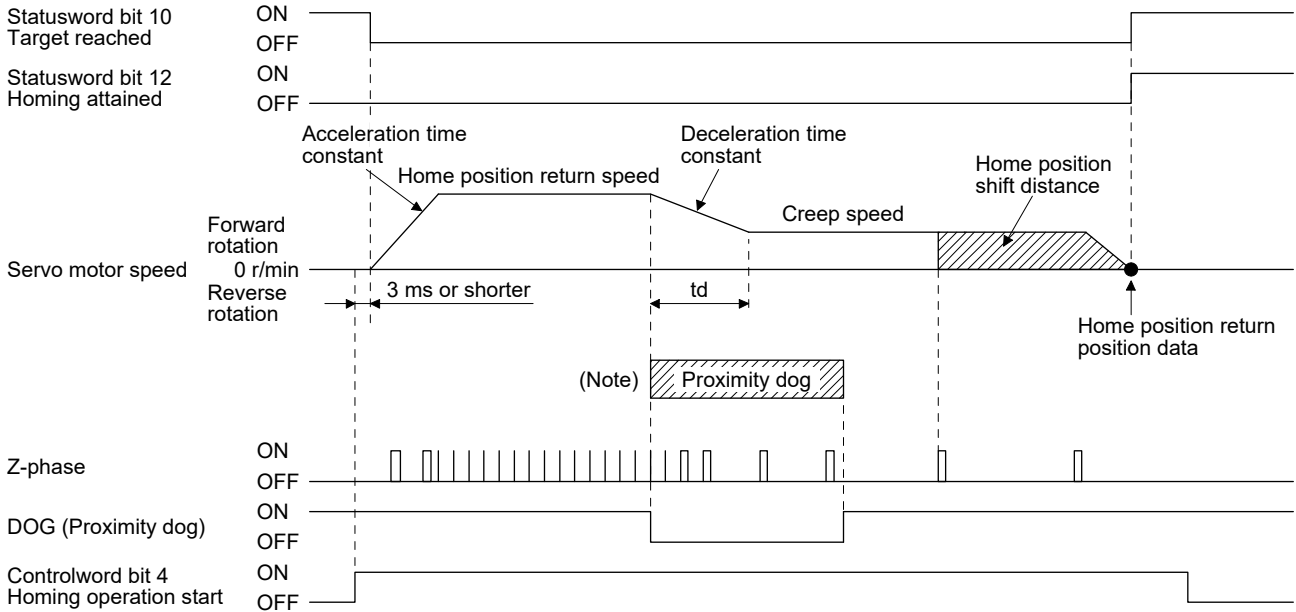 Statusword bit 10
Target reached
ON
OFF
Statusword bit 12
Homing attained
ON
OFF
Acceleration time
constant
Home position return speed
Deceleration time
constant
Creep speed
Home position
shift distance
Servo motor speed
Forward
rotation
0 r/min
Reverse
rotation
3 ms or shorter
td
Home position return
position data
(Note)
Proximity dog
Z-phase
ON
OFF
DOG (Proximity dog)
ON
OFF
Controlword bit 4
Homing operation start
ON
OFF